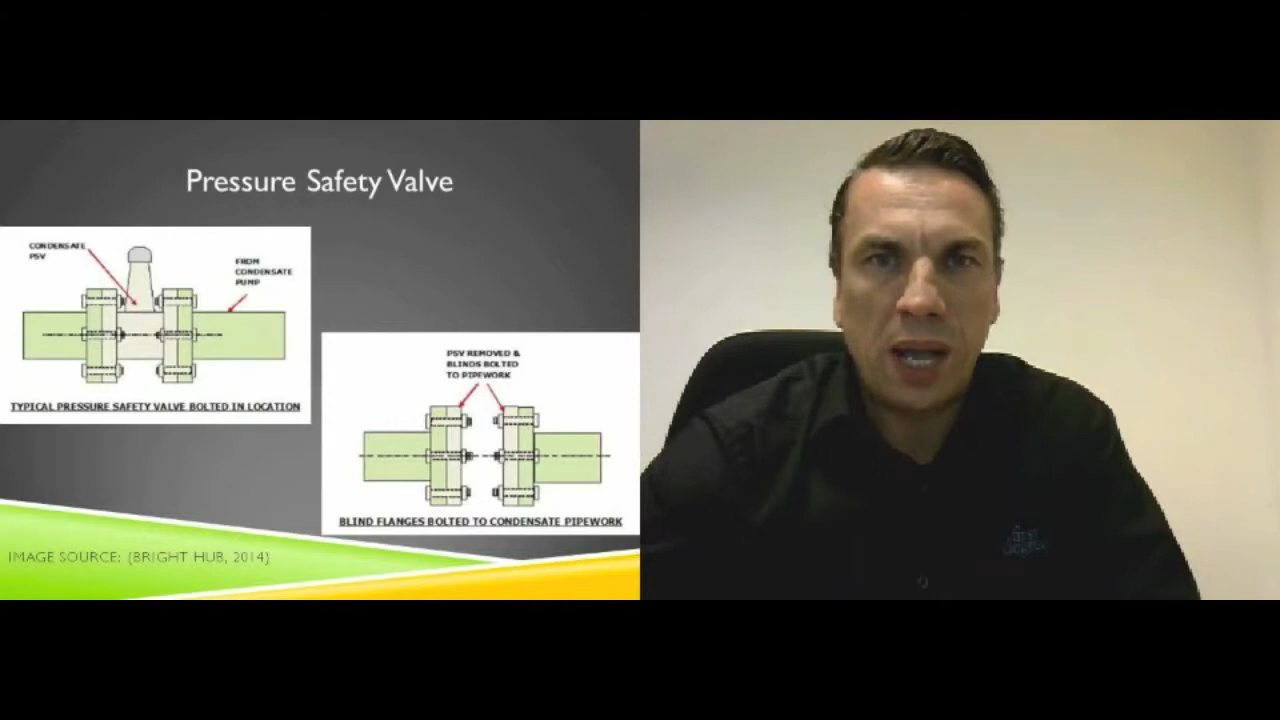 Pressure Safety Valve
CONDENSATE
PSV
FROM
CONDENSATE
PUMP
TYPICAL PRESSURE SAFETY VALVE BOLTED IN LOCATION
PSV REMOVED &
BLINDS BOLTED
TO PIPEWORK
BLIND FLANGES BOLTED TO CONDENSATE PIPEWORK
IMAGE SOURCE: (BRIGHT HUB, 2014)